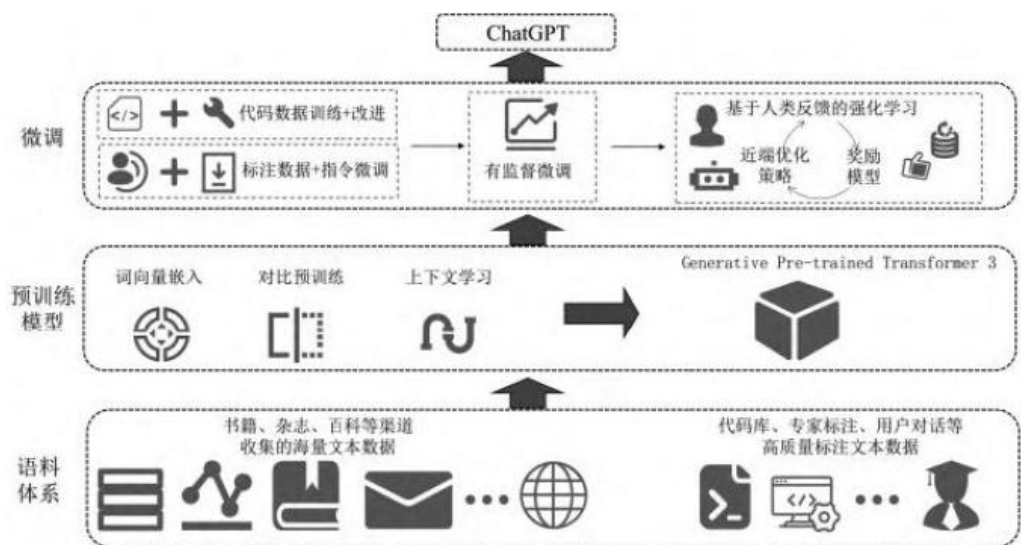 ChatGPT
微调
</>
代码数据训练+改进
标注数据+指令微调
有监督微调
基于人类反馈的强化学习
近端优化
策略
奖励
模型
预训练
模型
词向量嵌入
对比预训练
上下文学习
Generative Pre-trained Transformer 3
语料
体系
书籍、杂志、百科等渠道
收集的海量文本数据
代码库、专家标注、用户对话等
高质量标注文本数据
</>